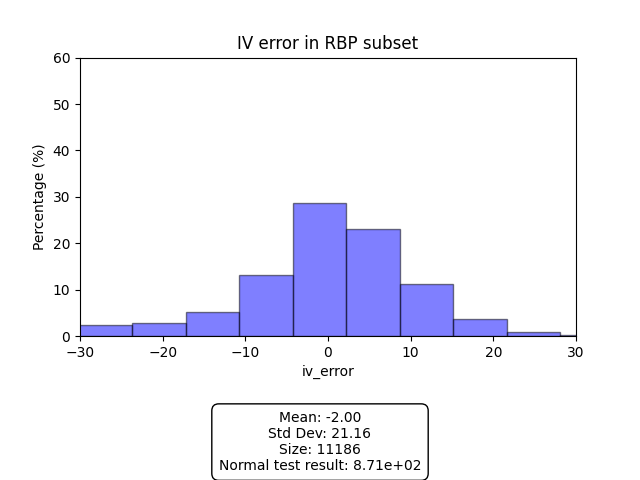 IV error in RBP subset
60
50
40
30
20
10
0
Percentage (%)
−30
−20
−10
0
10
20
30
iv_error
Mean: -2.00
Std Dev: 21.16
Size: 11186
Normal test result: 8.71e+02